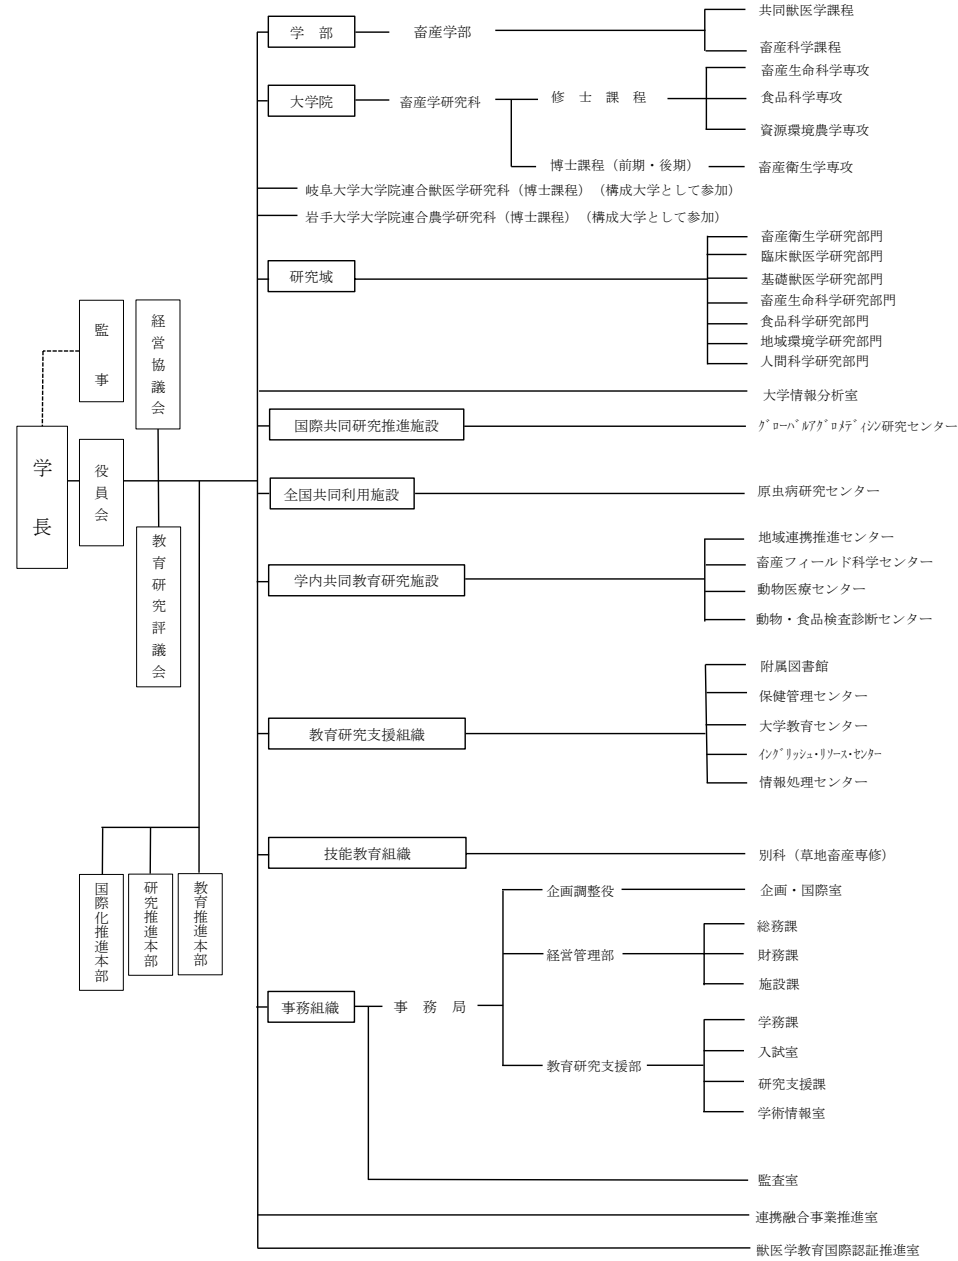 学　部
畜産学部
共同獣医学課程
畜産科学課程
大学院
畜産学研究科
修　士　課　程
畜産生命科学専攻
食品科学専攻
資源環境農学専攻
博士課程（前期・後期）
畜産衛生学専攻
岐阜大学大学院連合獣医学研究科（博士課程）（構成大学として参加）
岩手大学大学院連合農学研究科（博士課程）（構成大学として参加）
研究域
畜産衛生学研究部門
臨床獣医学研究部門
基礎獣医学研究部門
畜産生命科学研究部門
食品科学研究部門
地域環境学研究部門
人間科学研究部門
監　事
経営協議会
学　長
役員会
教育研究評議会
大学情報分析室
国際共同研究推進施設
ｸﾞﾛｰﾊﾞﾙｱｸﾞﾛﾒﾃﾞｨｼﾝ研究センター
全国共同利用施設
原虫病研究センター
学内共同教育研究施設
地域連携推進センター
畜産フィールド科学センター
動物医療センター
動物・食品検査診断センター
教育研究支援組織
附属図書館
保健管理センター
大学教育センター
ｲﾝｸﾞﾘｯｼｭ・ﾘｿｰｽ・ｾﾝﾀｰ
情報処理センター
技能教育組織
別科（草地畜産専修）
国際化推進本部
研究推進本部
教育推進本部
事務組織
事　務　局
企画調整役
企画・国際室
経営管理部
総務課
財務課
施設課
教育研究支援部
学務課
入試室
研究支援課
学術情報室
監査室
連携融合事業推進室
獣医学教育国際認証推進室